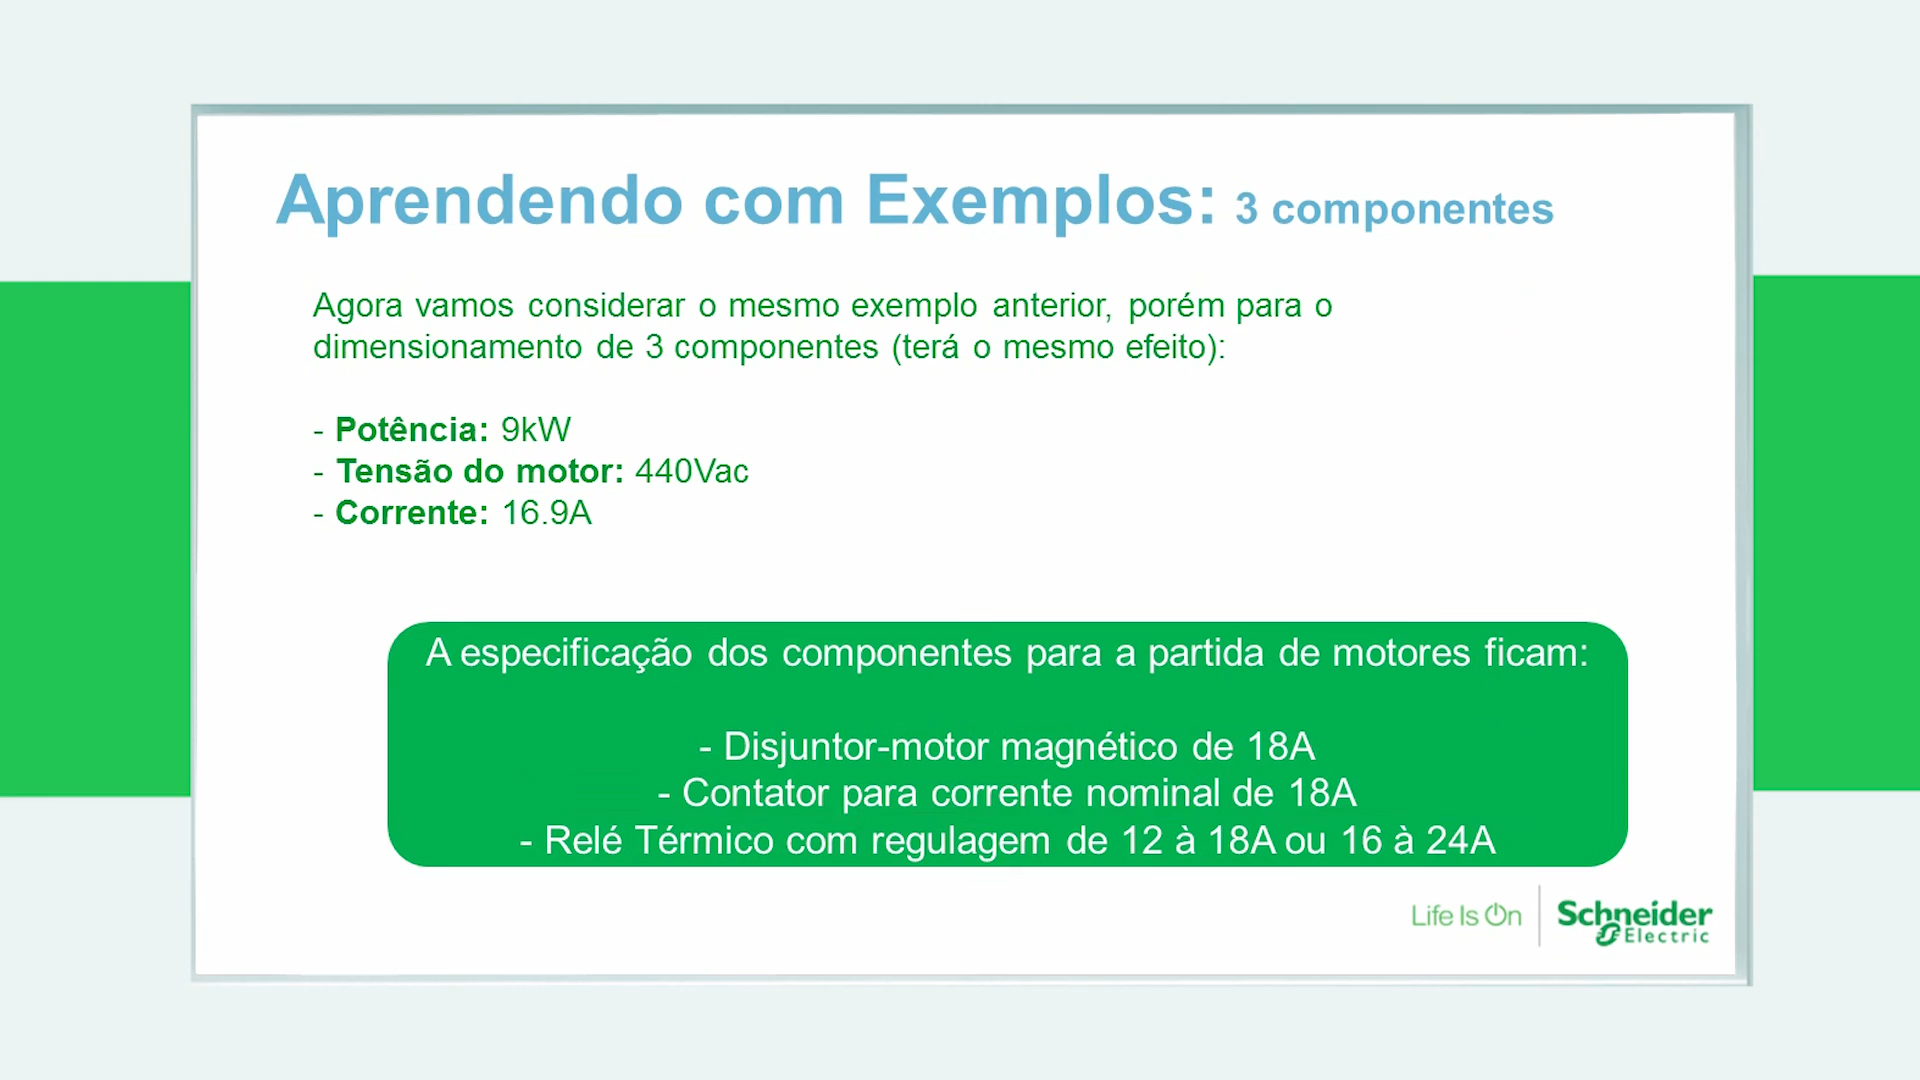 Aprendendo com Exemplos: 3 componentes
Agora vamos considerar o mesmo exemplo anterior, porém para o
dimensionamento de 3 componentes (terá o mesmo efeito):
- Potência: 9kW
- Tensão do motor: 440Vac
- Corrente: 16.9A
A especificação dos componentes para a partida de motores ficam:
- Disjuntor-motor magnético de 18A
- Contator para corrente nominal de 18A
- Relé Térmico com regulagem de 12 à 18A ou 16 à 24A
Life Is On
Schneider
Electric